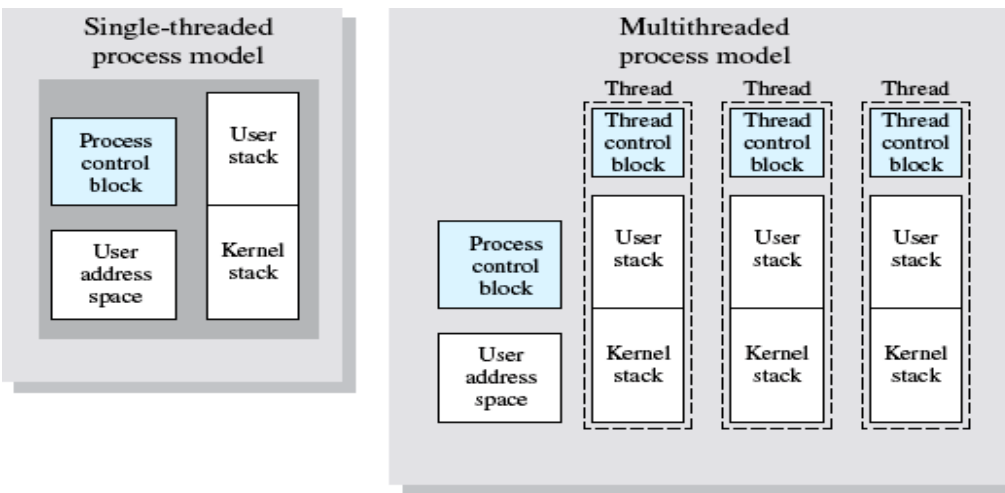 Single-threaded
process model
Process
control
block
User
stack
User
address
space
Kernel
stack
Multithreaded
process model
Thread
Thread
Thread
Thread
control
block
Thread
control
block
Thread
control
block
Process
control
block
User
stack
User
stack
User
stack
User
address
space
Kernel
stack
Kernel
stack
Kernel
stack